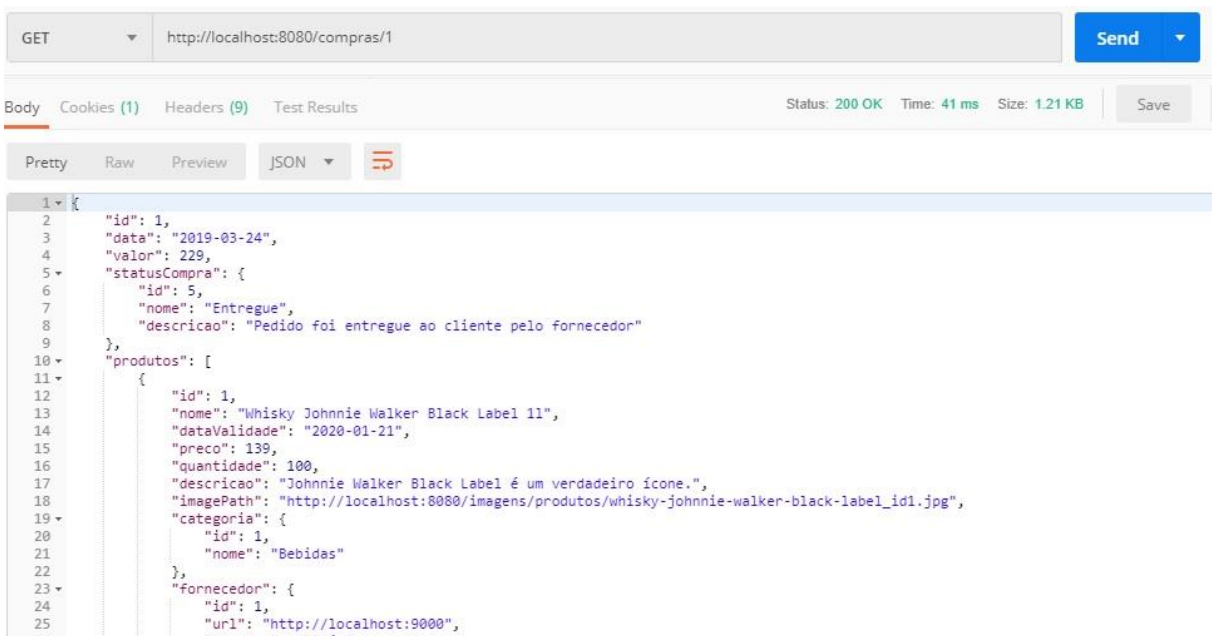 GET http://localhost:8080/compras/1 Send
Body Cookies (1) Headers (9) Test Results Status: 200 OK Time: 41 ms Size: 1.21 KB Save
Pretty Raw Preview JSON
1 {
2 "id": 1,
3 "data": "2019-03-24",
4 "valor": 229,
5 "statusCompra": {
6 "id": 5,
7 "nome": "Entregue",
8 "descricao": "Pedido foi entregue ao cliente pelo fornecedor"
9 },
10 "produtos": [
11 {
12 "id": 1,
13 "nome": "Whisky Johnnie Walker Black Label 1l",
14 "dataValidade": "2020-01-21",
15 "preco": 139,
16 "quantidade": 100,
17 "descricao": "Johnnie Walker Black Label é um verdadeiro ícone.",
18 "imagePath": "http://localhost:8080/imagens/produtos/whisky-johnnie-walker-black-label_id1.jpg",
19 "categoria": {
20 "id": 1,
21 "nome": "Bebidas"
22 },
23 "fornecedor": {
24 "id": 1,
25 "url": "http://localhost:9000",